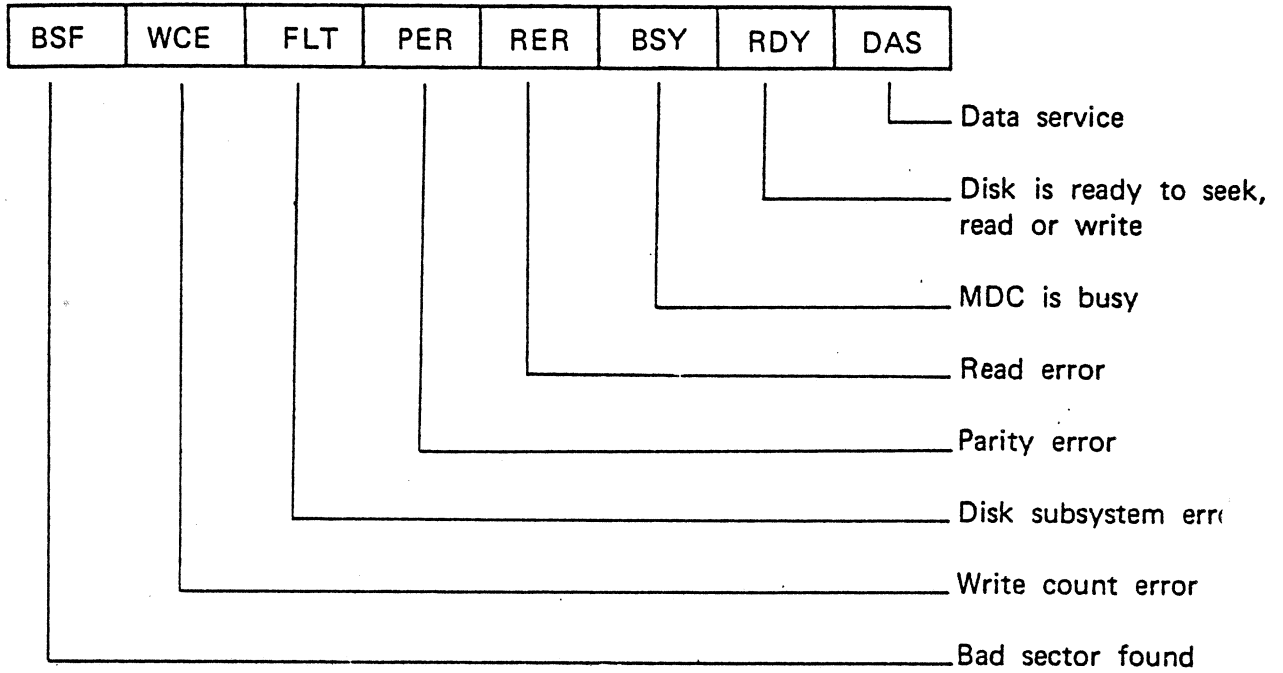 BSF WCE FLT PER RER BSY RDY DAS
Data service
Disk is ready to seek,
read or write
MDC is busy
Read error
Parity error
Disk subsystem
Write count error
Bad sector found